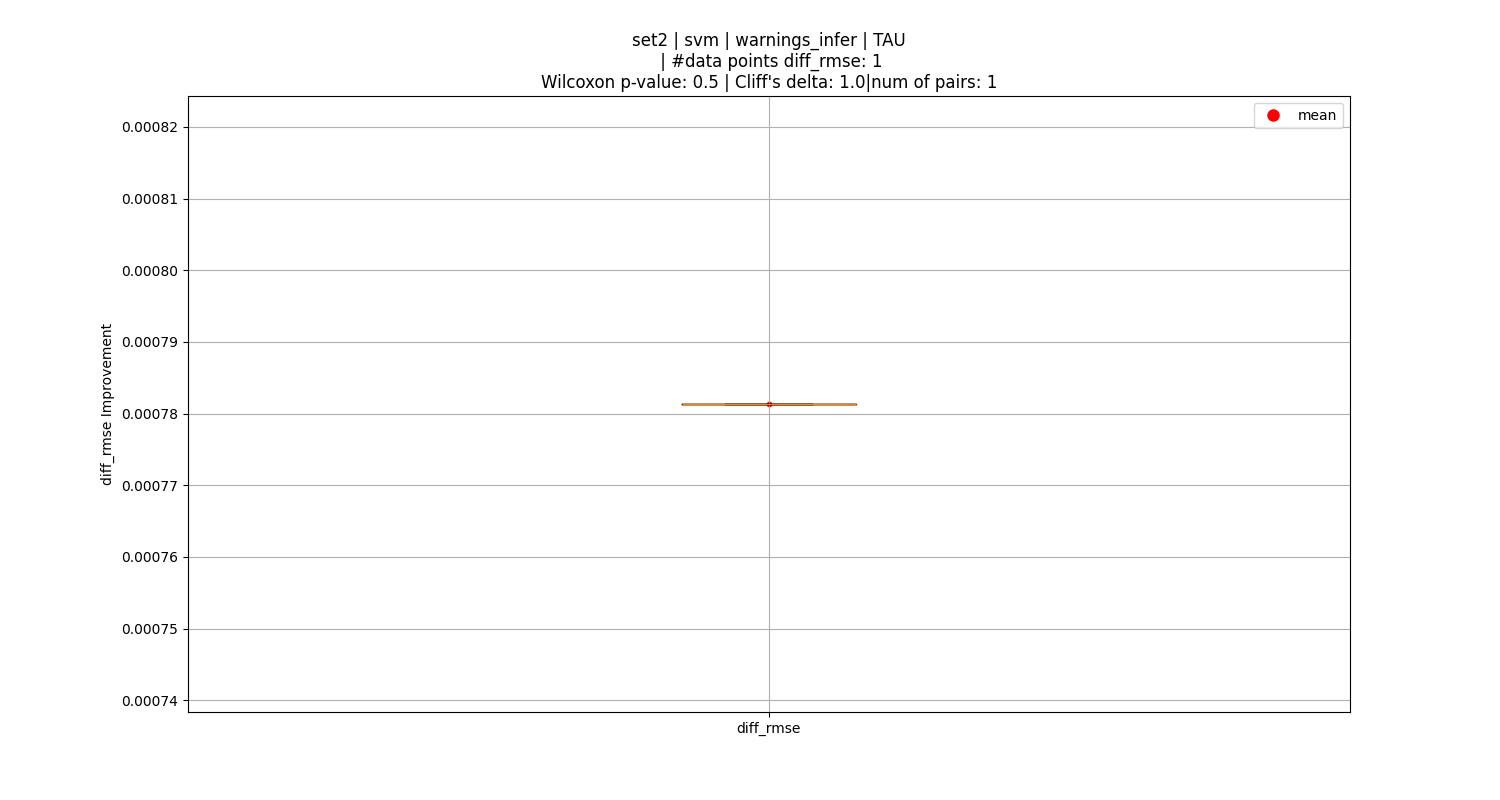 set2 | svm | warnings_infer | TAU
| #data points diff_rmse: 1
Wilcoxon p-value: 0.5 | Cliff's delta: 1.0|num of pairs: 1
mean
0.00082
0.00081
0.00080
0.00079
0.00078
0.00077
0.00076
0.00075
0.00074
diff_rmse Improvement
diff_rmse